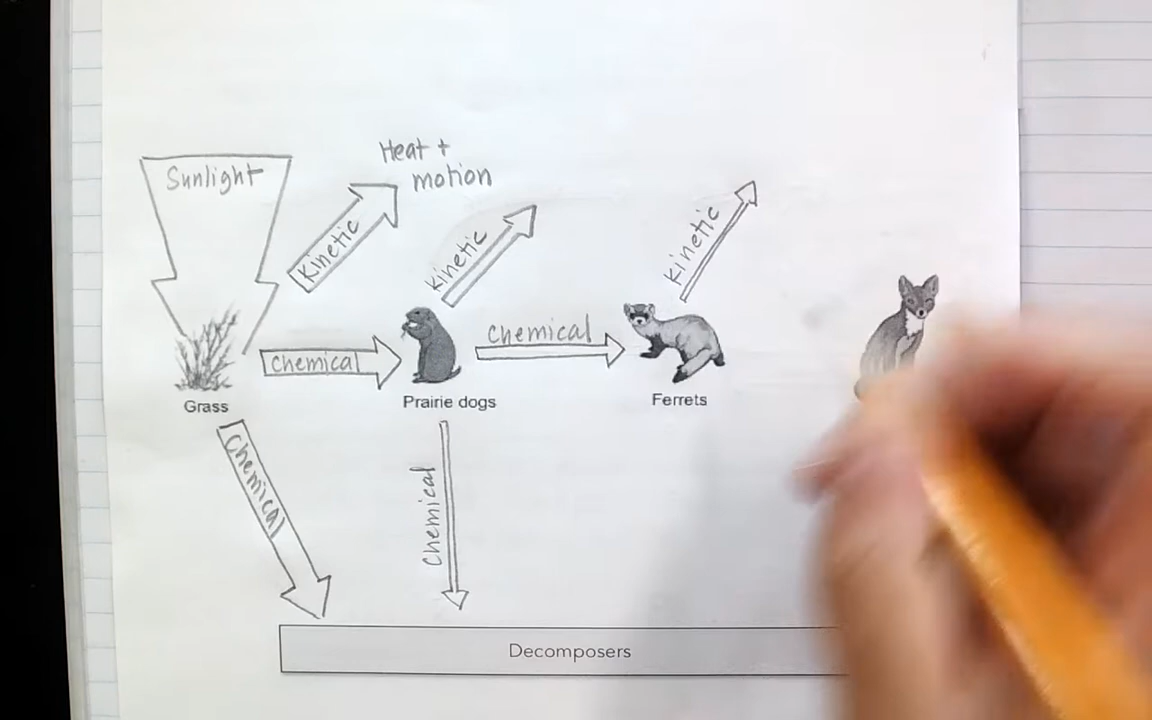 Heat +
motion
Sunlight
Kinetic
Kinetic
Kinetic
Chemical
Chemical
Grass
Prairie dogs
Ferrets
Chemical
Chemical
Decomposers